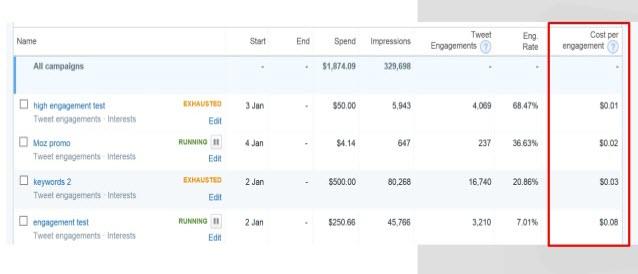 Name Start End Spend Impressions Tweet Engagements ? Eng. Rate Cost per engagement ?
All campaigns - - $1,874.09 329,698 - - -
high engagement test EXHAUSTED 3 Jan - $50.00 5,943 4,069 68.47% $0.01
Tweet engagements · Interests Edit
Moz promo RUNNING 4 Jan - $4.14 647 237 36.63% $0.02
Tweet engagements · Interests Edit
keywords 2 EXHAUSTED 2 Jan - $500.00 80,268 16,740 20.86% $0.03
Tweet engagements · Interests Edit
engagement test RUNNING 2 Jan - $250.66 45,766 3,210 7.01% $0.08
Tweet engagements · Interests Edit